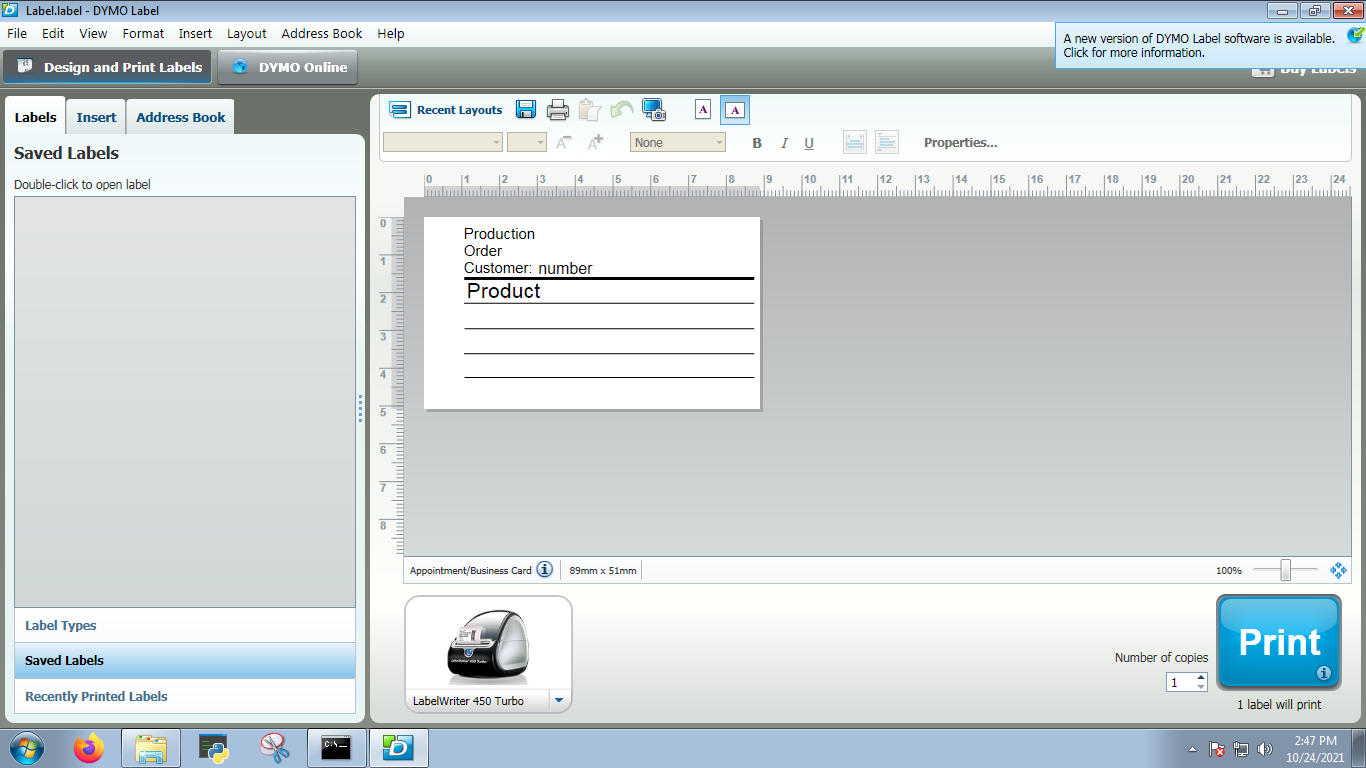 Label.label - DYMO Label
File Edit View Format Insert Layout Address Book Help
A new version of DYMO Label software is available.
Click for more information.
Design and Print Labels
DYMO Online
Buy Labels
Labels
Insert
Address Book
Saved Labels
Double-click to open label
Label Types
Saved Labels
Recently Printed Labels
Recent Layouts
A
A
A
A
None
B I U
Properties...
0 1 2 3 4 5 6 7 8 9 10 11 12 13 14 15 16 17 18 19 20 21 22 23 24
0
1
2
3
4
5
6
7
8
Production
Order
Customer: number
Product
Appointment/Business Card
89mm x 51mm
100%
LabelWriter 450 Turbo
LabelWriter 450 Turbo
Number of copies
1
Print
1 label will print
C:\
2:47 PM
10/24/2021